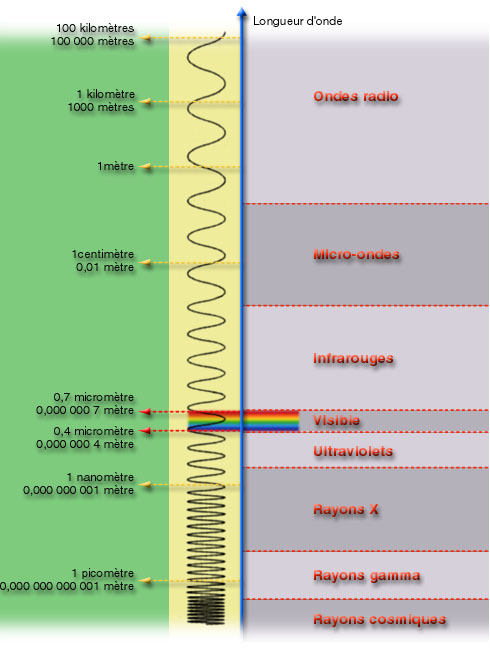 Longueur d'onde
100 kilomètres
100 000 mètres
Ondes radio
1 kilomètre
1000 mètres
1mètre
Micro-ondes
1centimètre
0,01 mètre
Infrarouges
0,7 micromètre
0,000 000 7 mètre
Visible
0,4 micromètre
0,000 000 4 mètre
Ultraviolets
1 nanomètre
0,000 000 001 mètre
Rayons X
1 picomètre
0,000 000 000 001 mètre
Rayons gamma
Rayons cosmiques